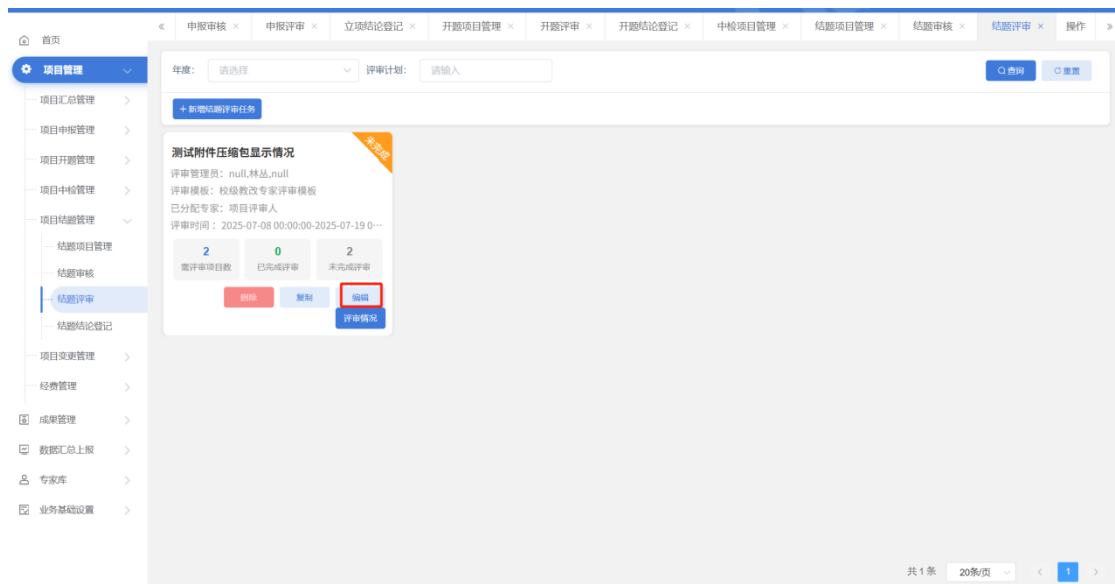 首页
项目管理
项目汇总管理
项目申报管理
项目开题管理
项目中检管理
项目结题管理
结题项目管理
结题审核
结题评审
结题结论登记
项目变更管理
经费管理
成果管理
数据汇总上报
专家库
业务基础设置
« 申报审核 × 申报评审 × 立项结论登记 × 开题项目管理 × 开题评审 × 开题结论登记 × 中检项目管理 × 结题项目管理 × 结题审核 × 结题评审 × 操作 »
年度： 请选择 评审计划： 请输入 查询 重置
+ 新增结题评审任务
测试附件压缩包显示情况 未完成
评审管理员：null,林丛,null
评审模板：校级教改专家评审模板
已分配专家：项目评审人
评审时间：2025-07-08 00:00:00-2025-07-19 0···
2 0 2
需评审项目数 已完成评审 未完成评审
删除 复制 编辑
评审情况
共 1 条 20条/页 < 1 >